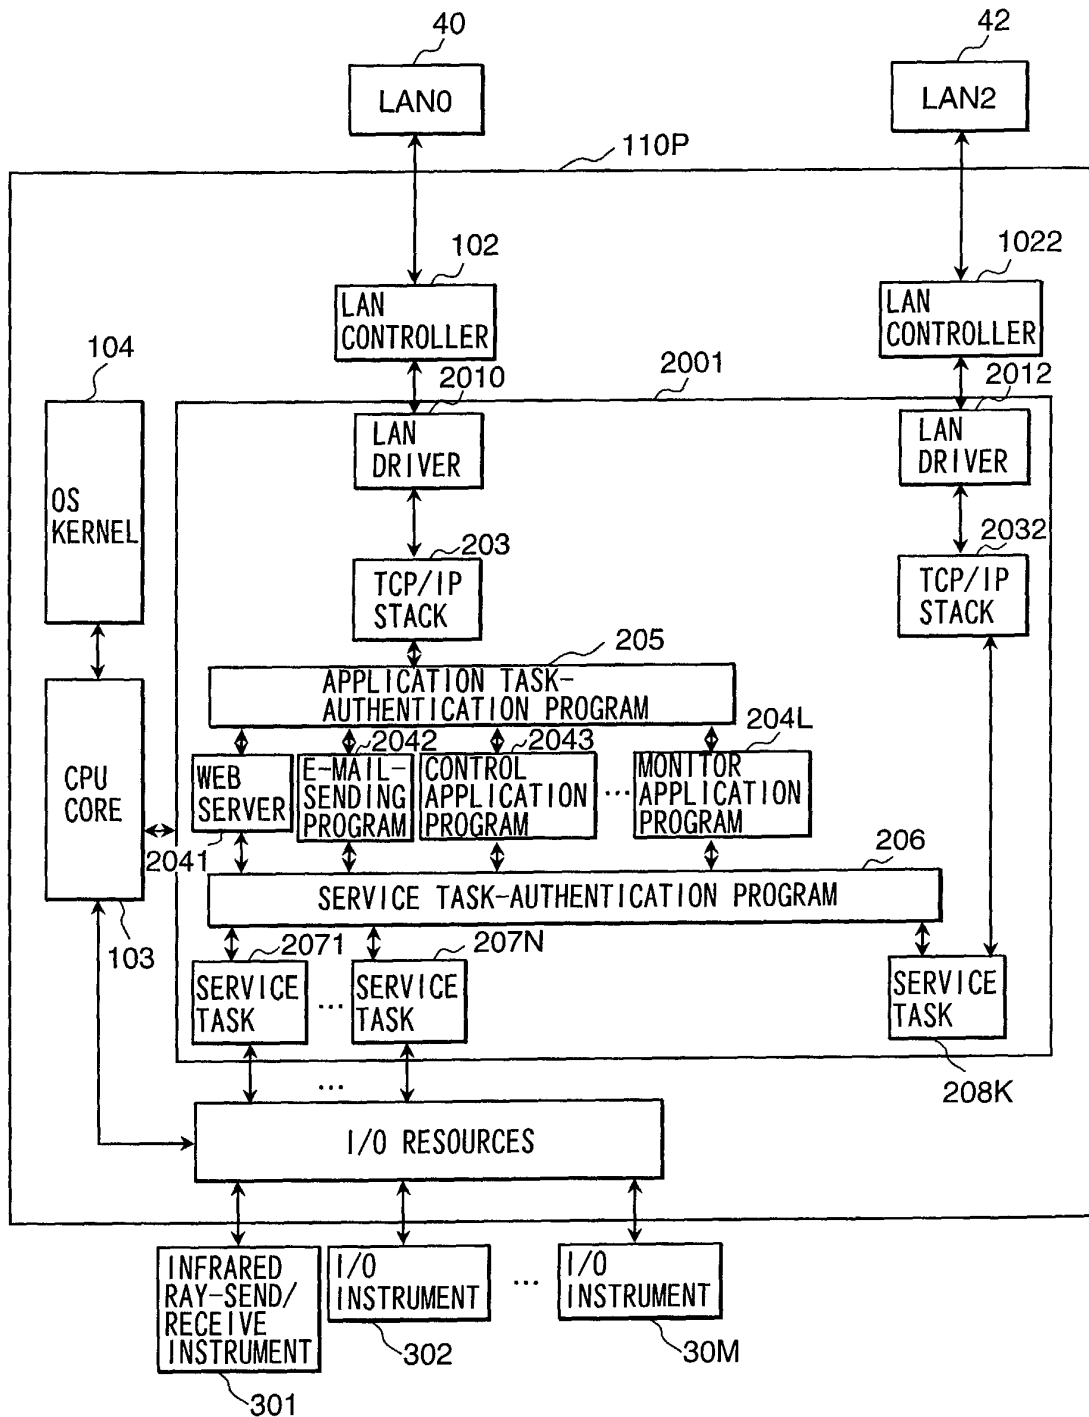 40
42
LAN0
LAN2
110P
102
1022
LAN
CONTROLLER
LAN
CONTROLLER
104
2010
2001
2012
OS
KERNEL
LAN
DRIVER
LAN
DRIVER
203
2032
TCP/IP
STACK
TCP/IP
STACK
205
APPLICATION TASK-
AUTHENTICATION PROGRAM
2042
2043
204L
CPU
CORE
WEB
SERVER
E-MAIL-
SENDING
PROGRAM
CONTROL
APPLICATION
PROGRAM
...
MONITOR
APPLICATION
PROGRAM
2041
206
SERVICE TASK-AUTHENTICATION PROGRAM
103
2071
207N
SERVICE
TASK
...
SERVICE
TASK
SERVICE
TASK
208K
...
I/O RESOURCES
INFRARED
RAY-SEND/
RECEIVE
INSTRUMENT
I/O
INSTRUMENT
...
I/O
INSTRUMENT
301
302
30M